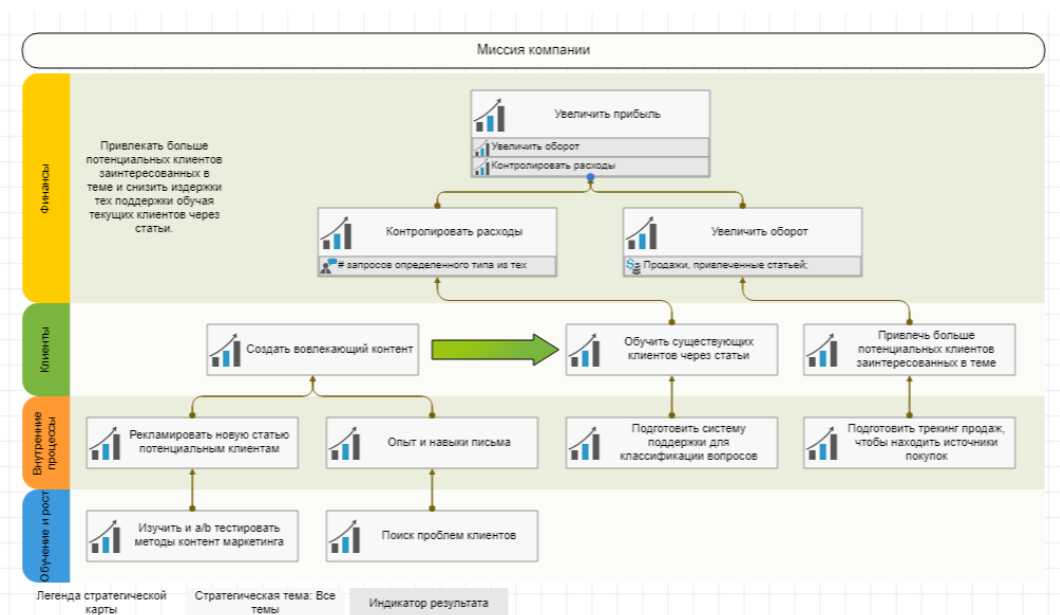 Миссия компании
Финансы
Привлекать больше
потенциальных клиентов
заинтересованных в
теме и снизить издержки
тех поддержки обучая
текущих клиентов через
статьи.
Увеличить прибыль
Увеличить оборот
Контролировать расходы
Контролировать расходы
# запросов определенного типа из тех
Увеличить оборот
Продажи, привлеченные статьей;
Клиенты
Создать вовлекающий контент
Обучить существующих
клиентов через статьи
Привлечь больше
потенциальных клиентов
заинтересованных в теме
Внутренние
процессы
Рекламировать новую статью
потенциальным клиентам
Опыт и навыки письма
Подготовить систему
поддержки для
классификации вопросов
Подготовить трекинг продаж,
чтобы находить источники
покупок
Обучение и рост
Изучить и a/b тестировать
методы контент маркетинга
Поиск проблем клиентов
Легенда стратегической
карты
Стратегическая тема: Все
темы
Индикатор результата